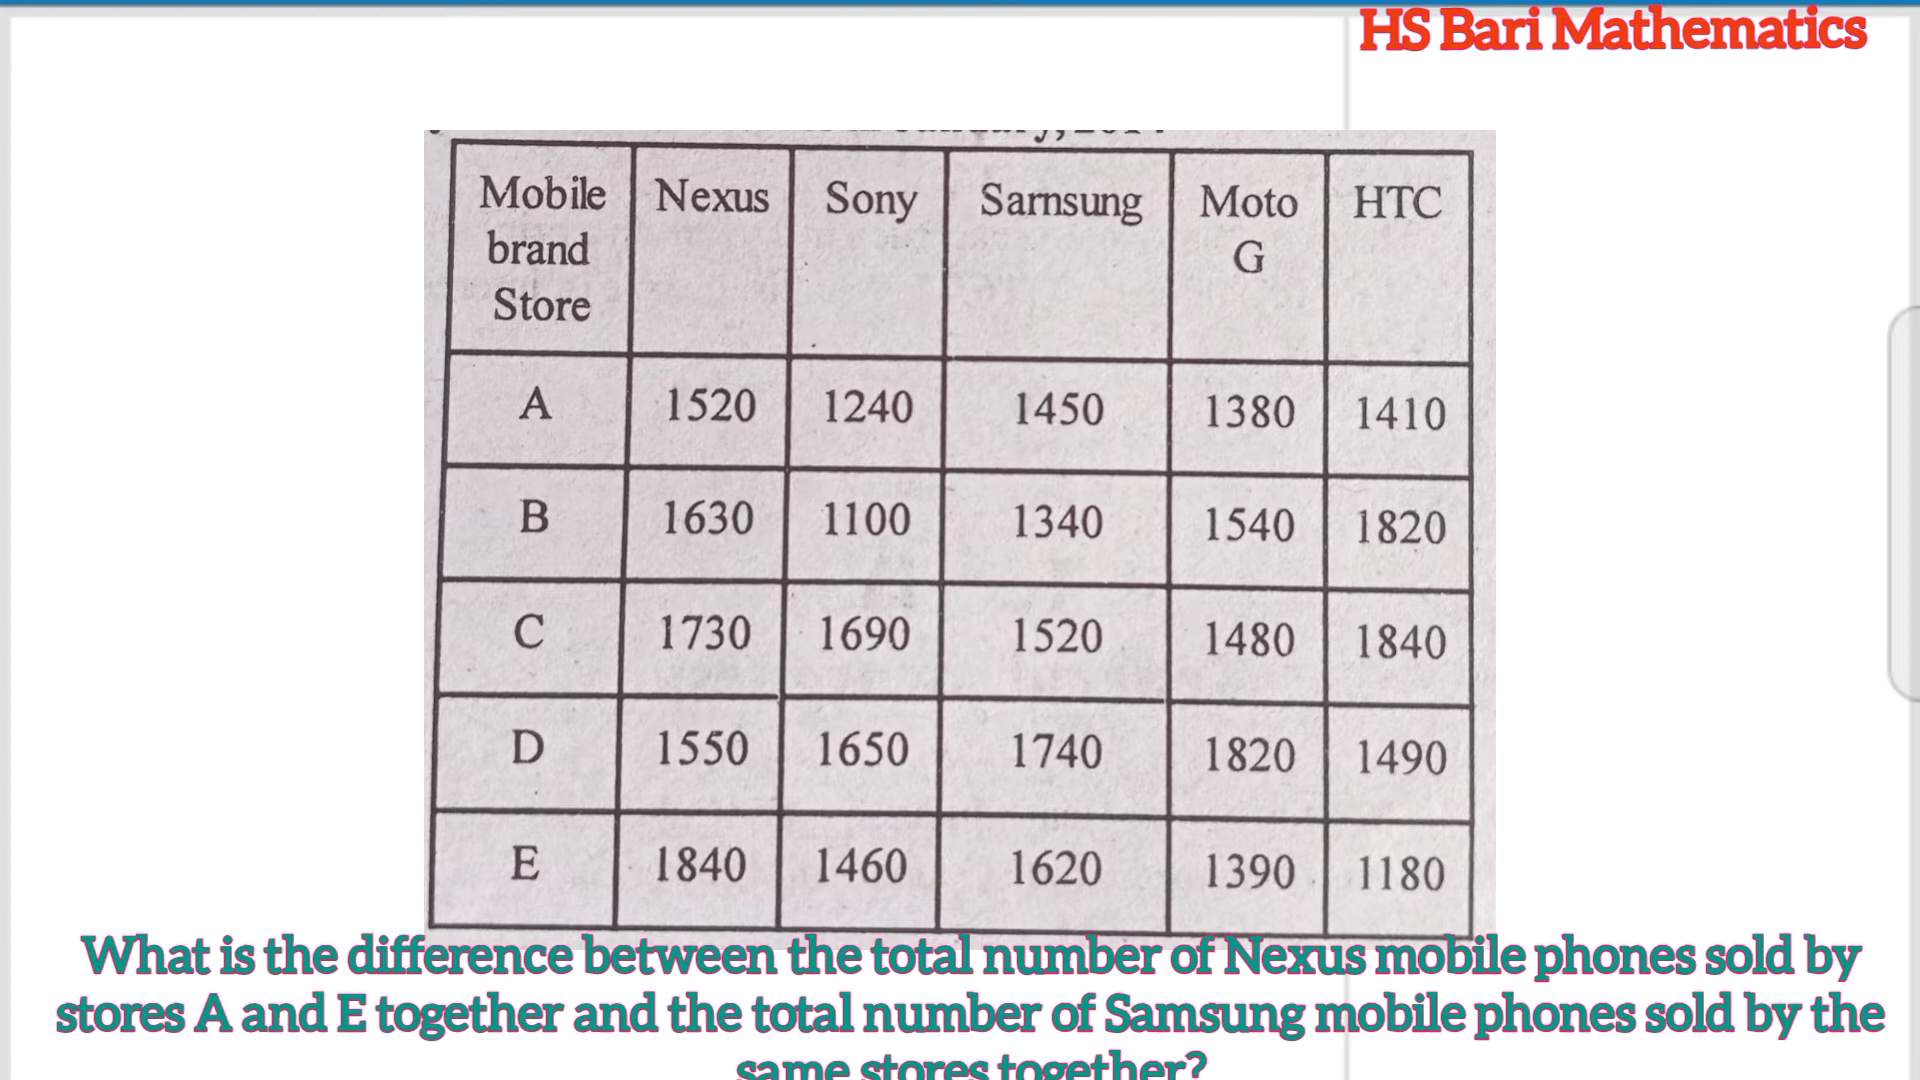 HS Bari Mathematics
Mobile brand Store Nexus Sony Samsung Moto G HTC
A 1520 1240 1450 1380 1410
B 1630 1100 1340 1540 1820
C 1730 1690 1520 1480 1840
D 1550 1650 1740 1820 1490
E 1840 1460 1620 1390 1180
What is the difference between the total number of Nexus mobile phones sold by
stores A and E together and the total number of Samsung mobile phones sold by the
same stores together?